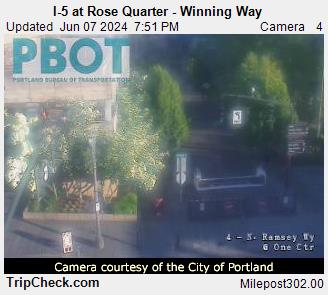 I-5 at Rose Quarter - Winning Way
Updated Jun 07 2024 7:51 PM Camera 4
PBOT
PORTLAND BUREAU OF TRANSPORTATION
4 - N. Ramsey Wy
@ One Ctr
Camera courtesy of the City of Portland
TripCheck.com Milepost302.00